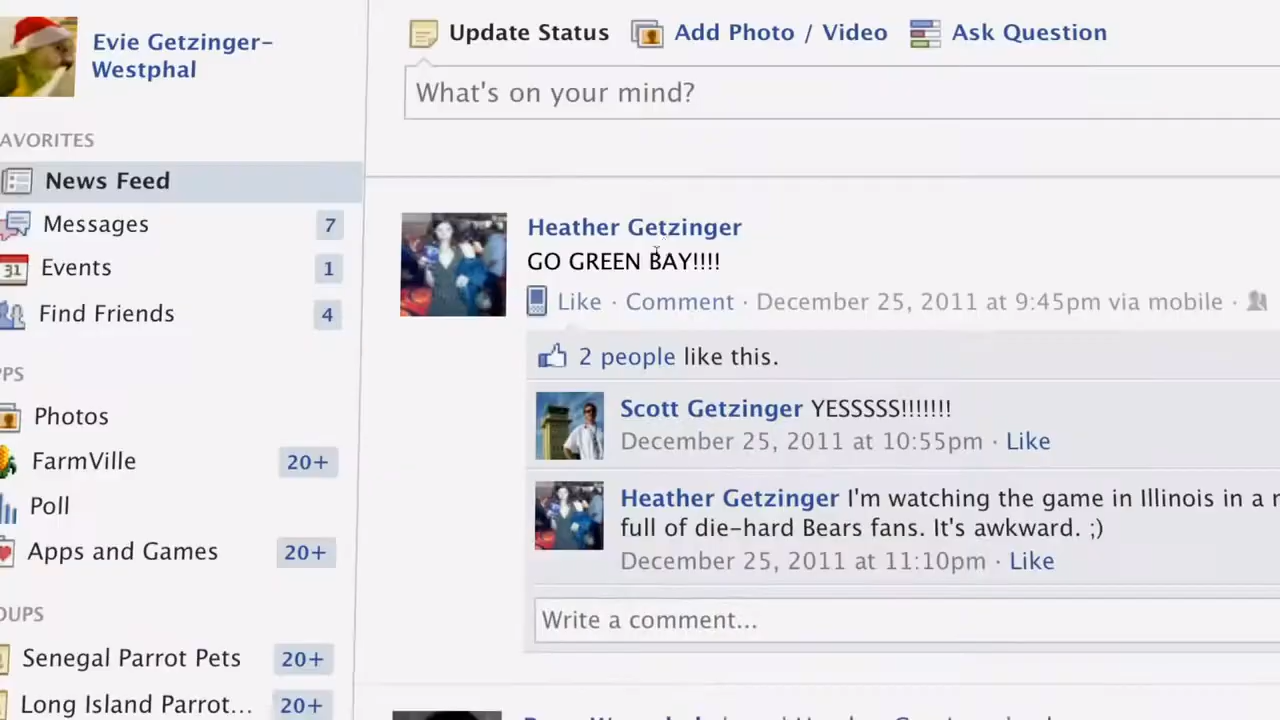 Evie Getzinger-
Westphal
Update Status
Add Photo / Video
Ask Question
What's on your mind?
AVORITES
News Feed
Messages 7
31 Events 1
Find Friends 4
PPS
Photos
FarmVille 20+
Poll
Apps and Games 20+
OUPS
Senegal Parrot Pets 20+
Long Island Parrot... 20+
Heather Getzinger
GO GREEN BAY!!!!
Like · Comment · December 25, 2011 at 9:45pm via mobile ·
2 people like this.
Scott Getzinger YESSSSS!!!!!!!
December 25, 2011 at 10:55pm · Like
Heather Getzinger I'm watching the game in Illinois in a
full of die-hard Bears fans. It's awkward. ;)
December 25, 2011 at 11:10pm · Like
Write a comment...